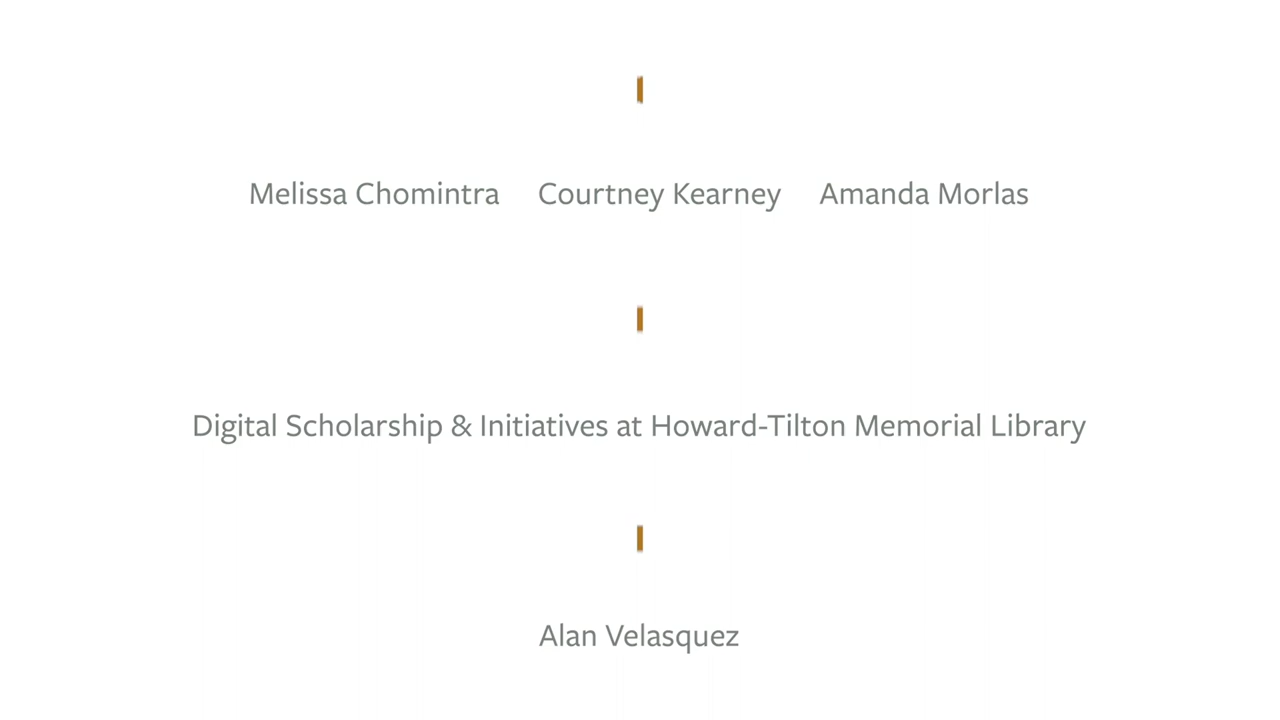 Melissa Chomintra Courtney Kearney Amanda Morlas
Digital Scholarship & Initiatives at Howard-Tilton Memorial Library
Alan Velasquez